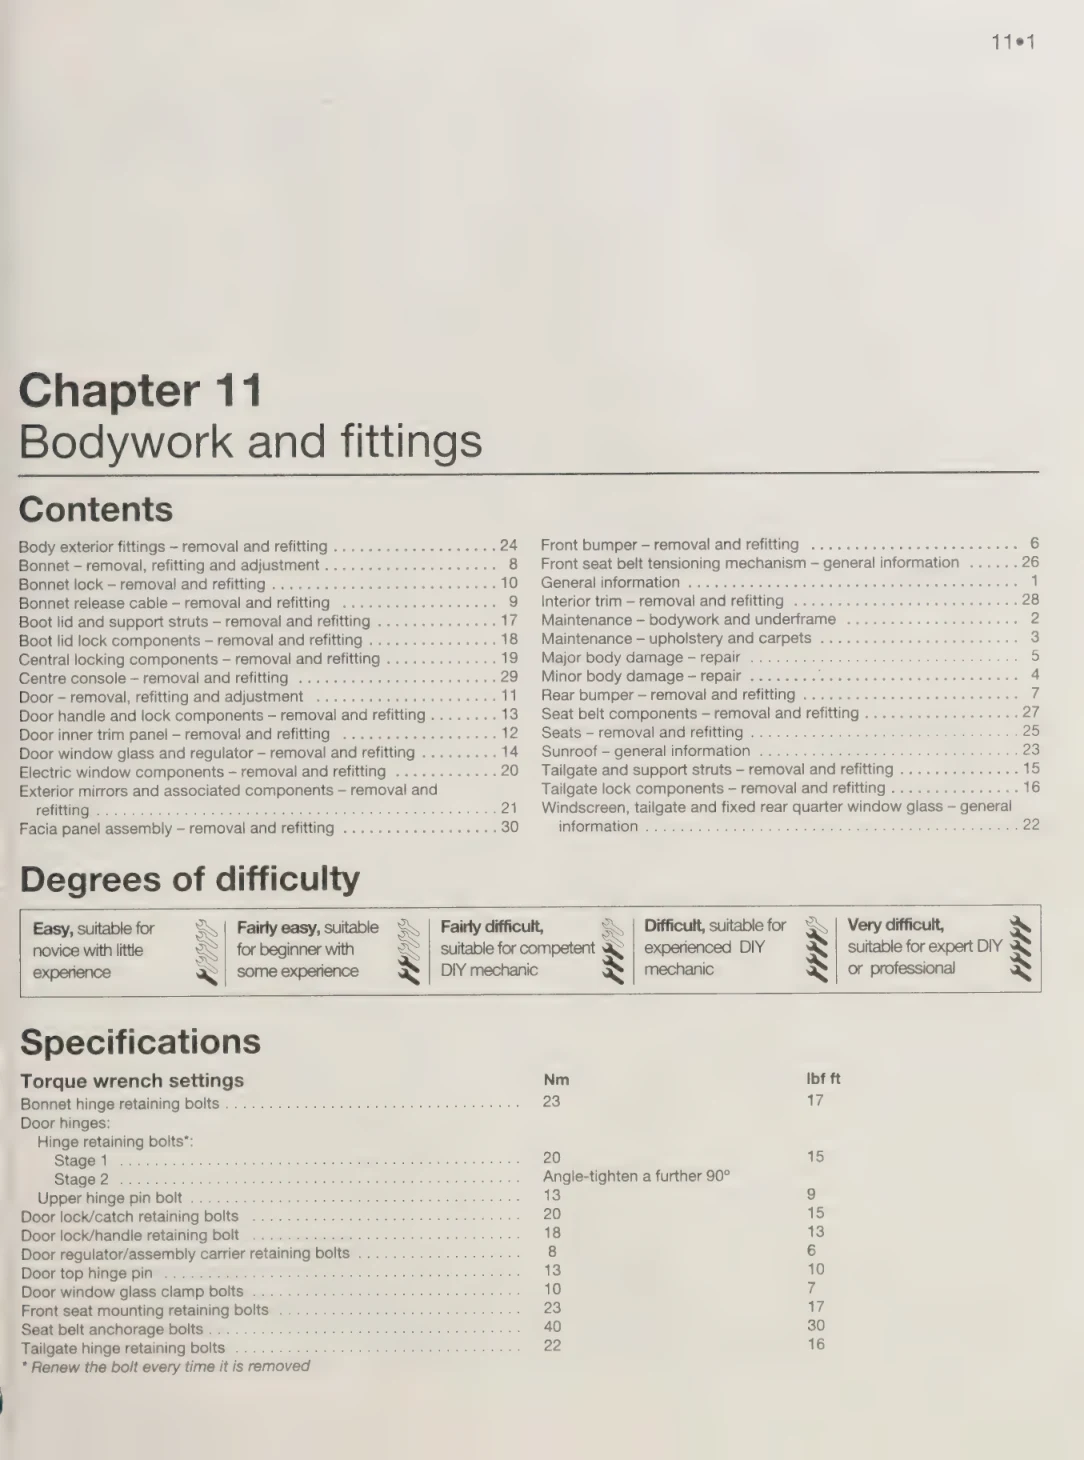 11•1
Chapter 11
Bodywork and fittings
Contents
Body exterior fittings – removal and refitting . . . . . . . . . . . . . . . . . . . 24
Bonnet – removal, refitting and adjustment . . . . . . . . . . . . . . . . . . . . 8
Bonnet lock – removal and refitting . . . . . . . . . . . . . . . . . . . . . . . . . . 10
Bonnet release cable – removal and refitting . . . . . . . . . . . . . . . . . . 9
Boot lid and support struts – removal and refitting . . . . . . . . . . . . . . 17
Boot lid lock components – removal and refitting . . . . . . . . . . . . . . . 18
Central locking components – removal and refitting . . . . . . . . . . . . . 19
Centre console – removal and refitting . . . . . . . . . . . . . . . . . . . . . . . 29
Door – removal, refitting and adjustment . . . . . . . . . . . . . . . . . . . . . 11
Door handle and lock components – removal and refitting . . . . . . . . 13
Door inner trim panel – removal and refitting . . . . . . . . . . . . . . . . . . . 12
Door window glass and regulator – removal and refitting . . . . . . . . . 14
Electric window components – removal and refitting . . . . . . . . . . . . 20
Exterior mirrors and associated components – removal and
refitting . . . . . . . . . . . . . . . . . . . . . . . . . . . . . . . . . . . . . . . . . . . . . . 21
Facia panel assembly – removal and refitting . . . . . . . . . . . . . . . . . . 30
Front bumper – removal and refitting . . . . . . . . . . . . . . . . . . . . . . . . 6
Front seat belt tensioning mechanism – general information . . . . . . 26
General information . . . . . . . . . . . . . . . . . . . . . . . . . . . . . . . . . . . . . . 1
Interior trim – removal and refitting . . . . . . . . . . . . . . . . . . . . . . . . . . 28
Maintenance – bodywork and underframe . . . . . . . . . . . . . . . . . . . . 2
Maintenance – upholstery and carpets . . . . . . . . . . . . . . . . . . . . . . . 3
Major body damage – repair . . . . . . . . . . . . . . . . . . . . . . . . . . . . . . . 5
Minor body damage – repair . . . . . . . . . . . . . . . . . . . . . . . . . . . . . . . 4
Rear bumper – removal and refitting . . . . . . . . . . . . . . . . . . . . . . . . . 7
Seat belt components – removal and refitting . . . . . . . . . . . . . . . . . . 27
Seats – removal and refitting . . . . . . . . . . . . . . . . . . . . . . . . . . . . . . . 25
Sunroof – general information . . . . . . . . . . . . . . . . . . . . . . . . . . . . . . 23
Tailgate and support struts – removal and refitting . . . . . . . . . . . . . . 15
Tailgate lock components – removal and refitting . . . . . . . . . . . . . . . 16
Windscreen, tailgate and fixed rear quarter window glass – general
information . . . . . . . . . . . . . . . . . . . . . . . . . . . . . . . . . . . . . . . . . . . 22
Degrees of difficulty
Easy, suitable for
novice with little
experience
Fairly easy, suitable
for beginner with
some experience
Fairly difficult,
suitable for competent
DIY mechanic
Difficult, suitable for
experienced DIY
mechanic
Very difficult,
suitable for expert DIY
or professional
Specifications
Torque wrench settings Nm lbf ft
Bonnet hinge retaining bolts . . . . . . . . . . . . . . . . . . . . . . . . . . . . . . . . . . 23 17
Door hinges:
Hinge retaining bolts*:
Stage 1 . . . . . . . . . . . . . . . . . . . . . . . . . . . . . . . . . . . . . . . . . . . . . . 20 15
Stage 2 . . . . . . . . . . . . . . . . . . . . . . . . . . . . . . . . . . . . . . . . . . . . . . Angle-tighten a further 90°
Upper hinge pin bolt . . . . . . . . . . . . . . . . . . . . . . . . . . . . . . . . . . . . . . 13 9
Door lock/catch retaining bolts . . . . . . . . . . . . . . . . . . . . . . . . . . . . . . . 20 15
Door lock/handle retaining bolt . . . . . . . . . . . . . . . . . . . . . . . . . . . . . . . 18 13
Door regulator/assembly carrier retaining bolts . . . . . . . . . . . . . . . . . . . 8 6
Door top hinge pin . . . . . . . . . . . . . . . . . . . . . . . . . . . . . . . . . . . . . . . . . 13 10
Door window glass clamp bolts . . . . . . . . . . . . . . . . . . . . . . . . . . . . . . . 10 7
Front seat mounting retaining bolts . . . . . . . . . . . . . . . . . . . . . . . . . . . . 23 17
Seat belt anchorage bolts . . . . . . . . . . . . . . . . . . . . . . . . . . . . . . . . . . . . 40 30
Tailgate hinge retaining bolts . . . . . . . . . . . . . . . . . . . . . . . . . . . . . . . . . 22 16
* Renew the bolt every time it is removed